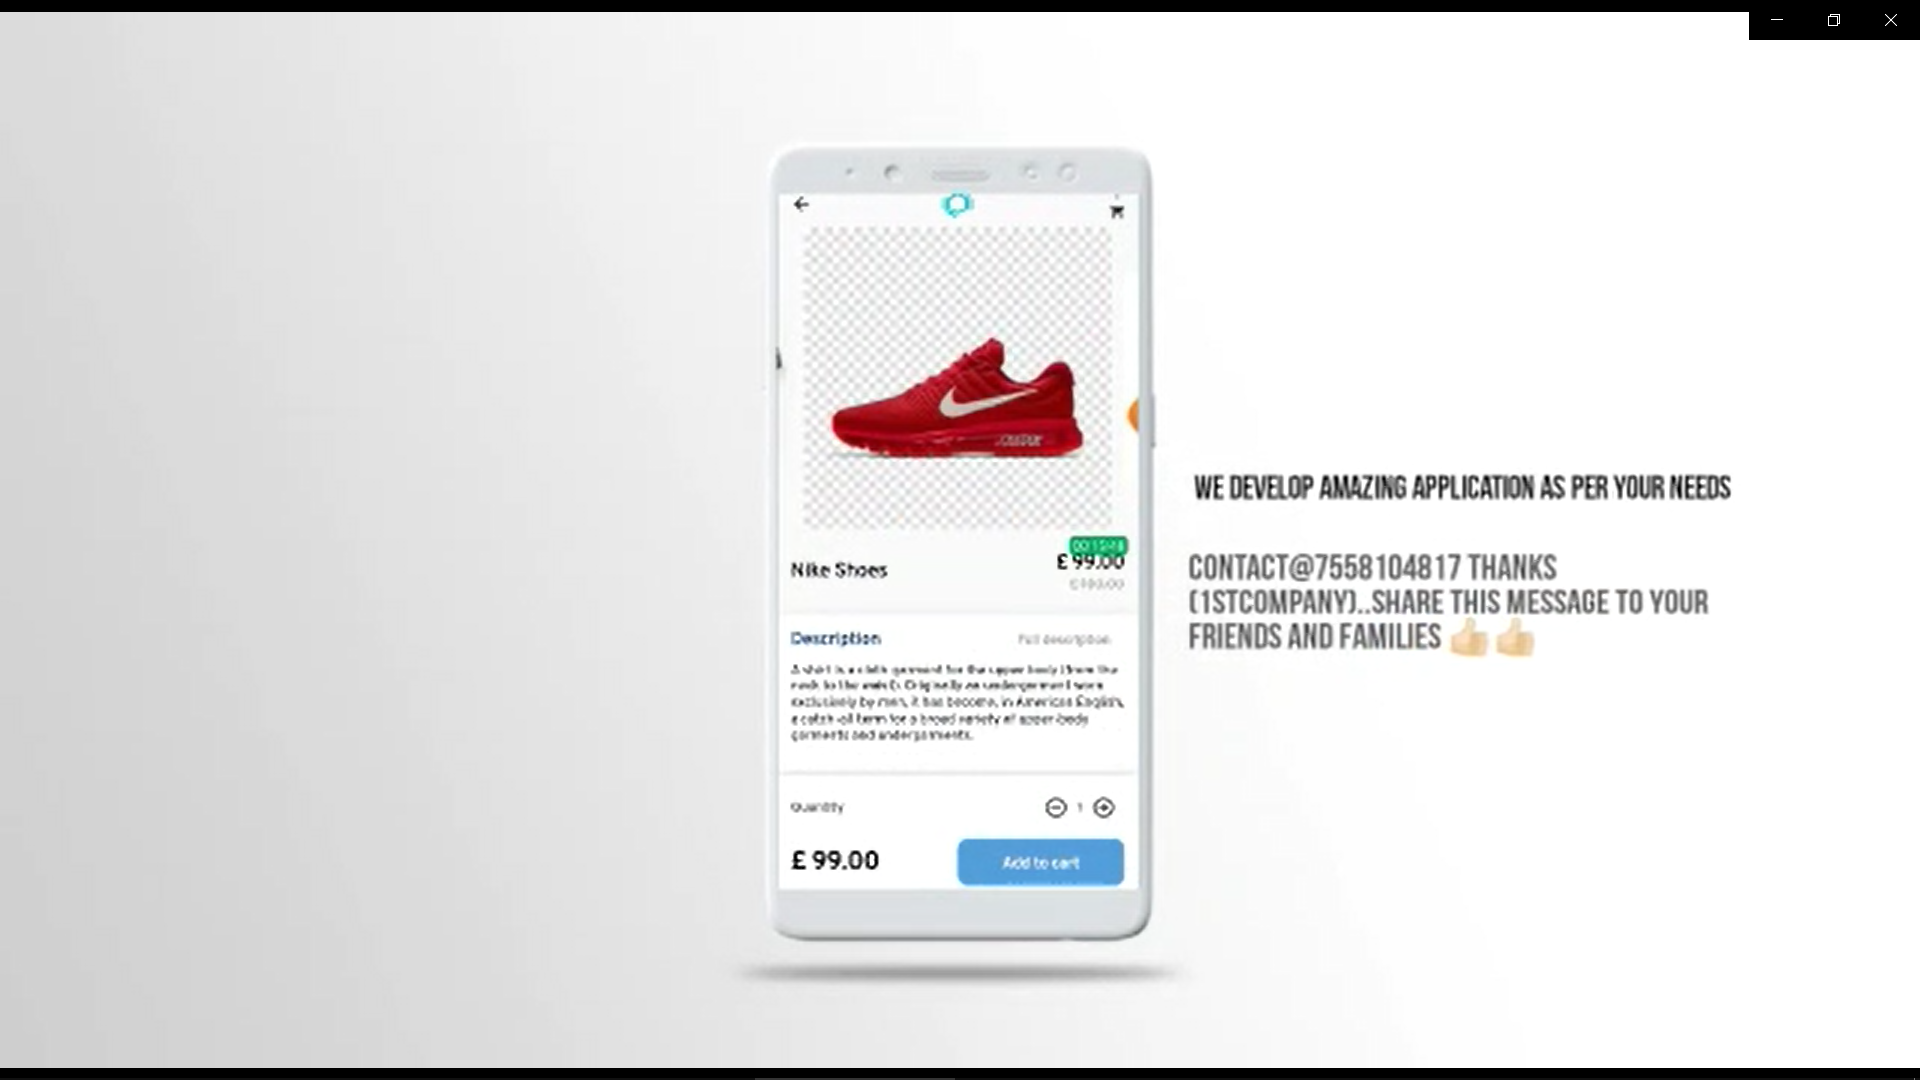 Nike Shoes
£ 99.00
Description
Full description
A shirt is a cloth garment for the upper body (from the
neck to the waist). Originally an undergarment worn
exclusively by men, it has become, in American English,
a catch-all term for a broad variety of upper-body
garments and undergarments.
Quantity
1
£ 99.00
Add to cart
WE DEVELOP AMAZING APPLICATION AS PER YOUR NEEDS
CONTACT@7558104817 THANKS
(1STCOMPANY)..SHARE THIS MESSAGE TO YOUR
FRIENDS AND FAMILIES 👍🏻👍🏻